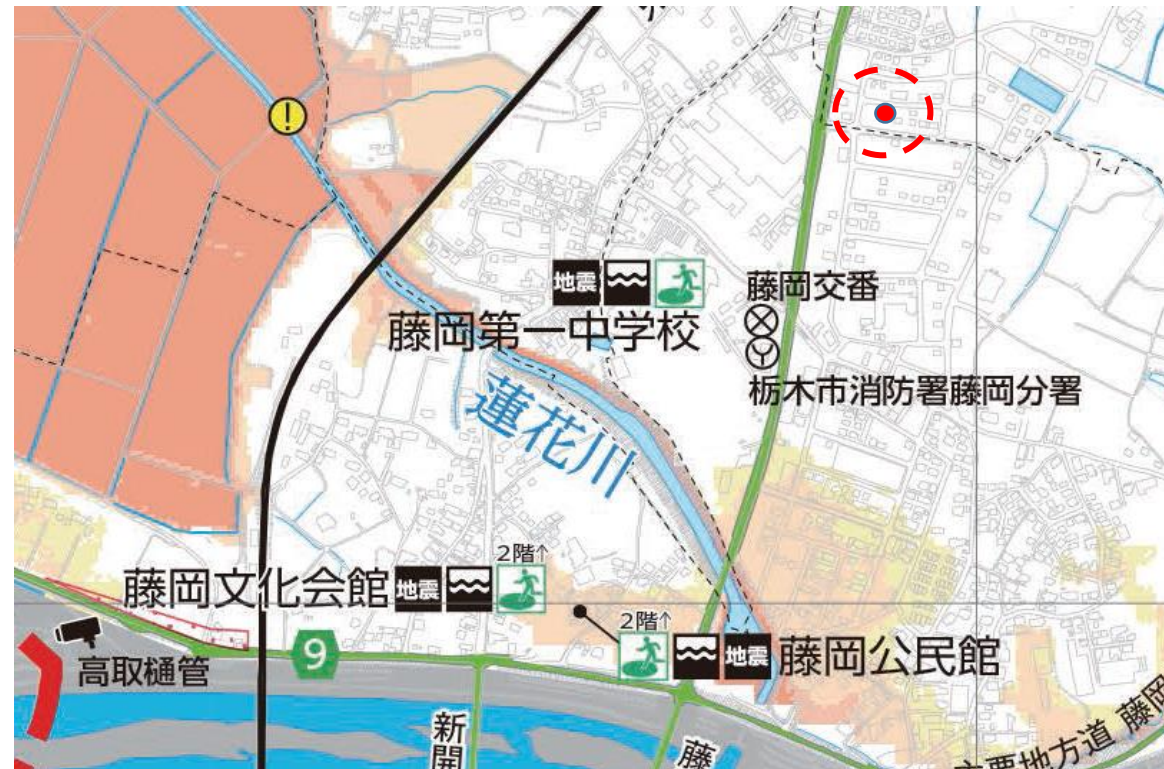 !
地震
藤岡第一中学校
藤岡交番
栃木市消防署藤岡分署
蓮花川
2階↑
藤岡文化会館
地震
2階↑
地震
藤岡公民館
9
高取樋管
新開
藤
主要地方道 藤岡